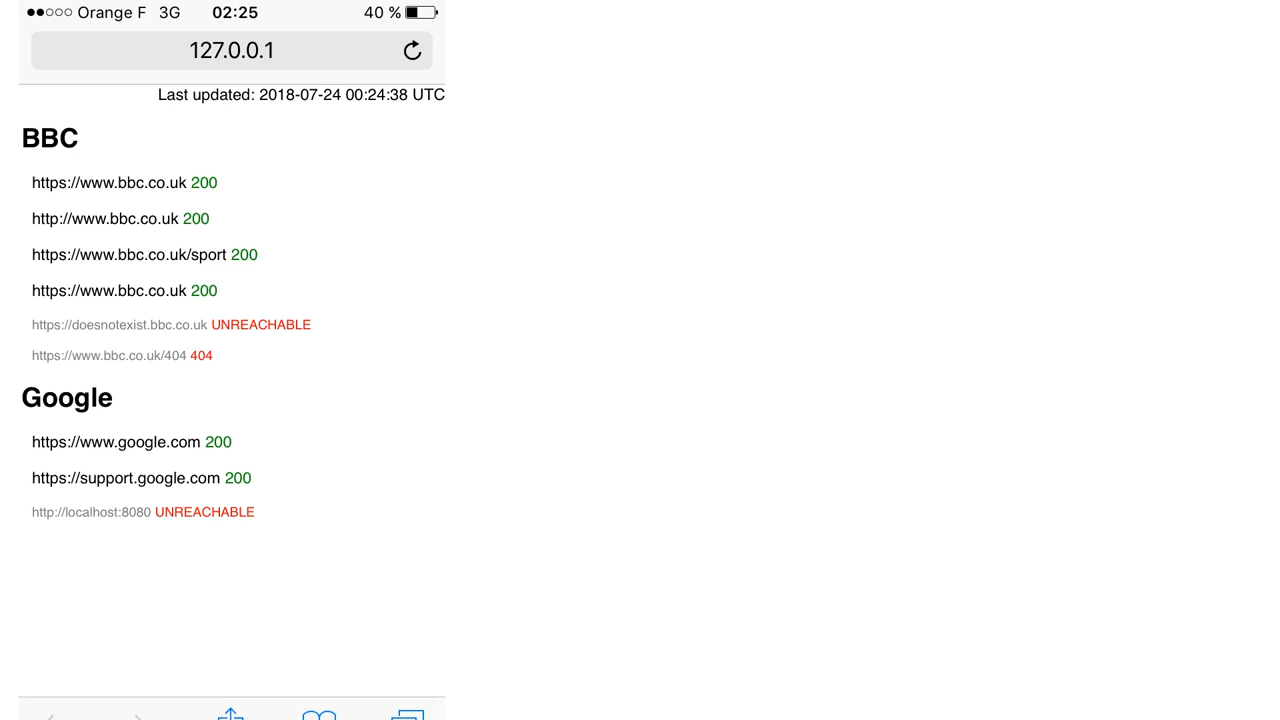 Orange F 3G 02:25 40 %
127.0.0.1
Last updated: 2018-07-24 00:24:38 UTC
BBC
https://www.bbc.co.uk 200
http://www.bbc.co.uk 200
https://www.bbc.co.uk/sport 200
https://www.bbc.co.uk 200
https://doesnotexist.bbc.co.uk UNREACHABLE
https://www.bbc.co.uk/404 404
Google
https://www.google.com 200
https://support.google.com 200
http://localhost:8080 UNREACHABLE